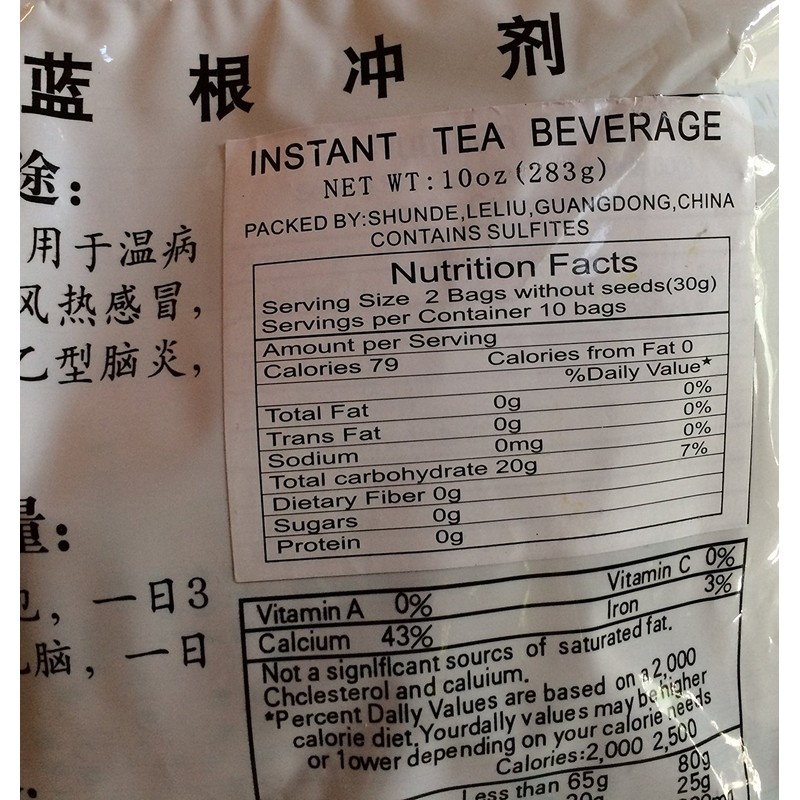 蓝根冲剂
途：
用于温病
风热感冒，
乙型脑炎，
量：
，一日3
脑，一日
INSTANT TEA BEVERAGE
NET WT:10oz(283g)
PACKED BY:SHUNDE,LELIU,GUANGDONG,CHINA
CONTAINS SULFITES
Nutrition Facts
Serving Size 2 Bags without seeds(30g)
Servings per Container 10 bags
Amount per Serving
Calories 79 Calories from Fat 0
%Daily Value*
Total Fat 0g 0%
Trans Fat 0g 0%
Sodium 0mg 0%
Total carbohydrate 20g 7%
Dietary Fiber 0g
Sugars 0g
Protein 0g
Vitamin A 0% Vitamin C 0%
Calcium 43% Iron 3%
Not a signlflcant sourcs of saturated fat.
Chclesterol and caluium.
*Percent Dally Values are based on a 2,000
calorie diet,Yourdally values may be higher
or lower depending on your calorie needs
Calories:2,000 2,500
Less than 65g 80g
25g